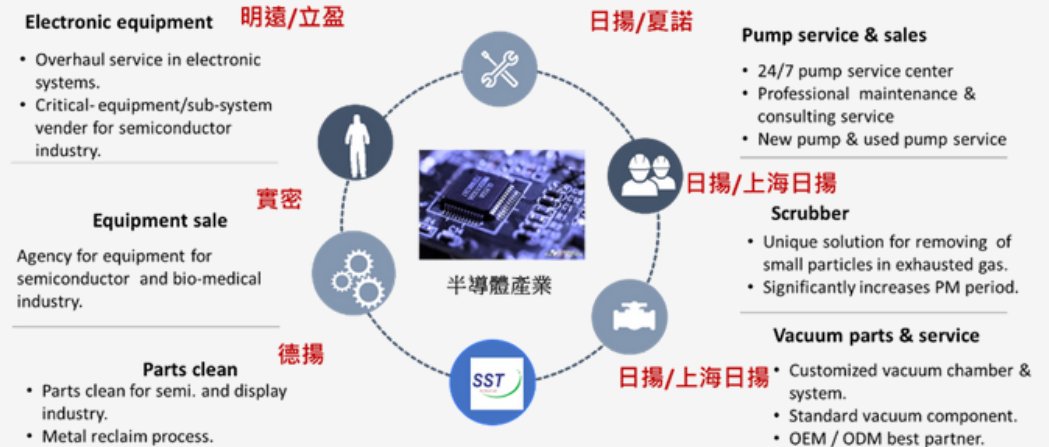 Electronic equipment
明遠/立盈
• Overhaul service in electronic
systems.
• Critical- equipment/sub-system
vender for semiconductor
industry.
實密
Equipment sale
Agency for equipment for
semiconductor and bio-medical
industry.
德揚
Parts clean
• Parts clean for semi. and display
industry.
• Metal reclaim process.
半導體產業
SST
日揚/夏諾
Pump service & sales
• 24/7 pump service center
• Professional maintenance &
consulting service
• New pump & used pump service
日揚/上海日揚
Scrubber
• Unique solution for removing of
small particles in exhausted gas.
• Significantly increases PM period.
日揚/上海日揚
Vacuum parts & service
• Customized vacuum chamber &
system.
• Standard vacuum component.
• OEM / ODM best partner.